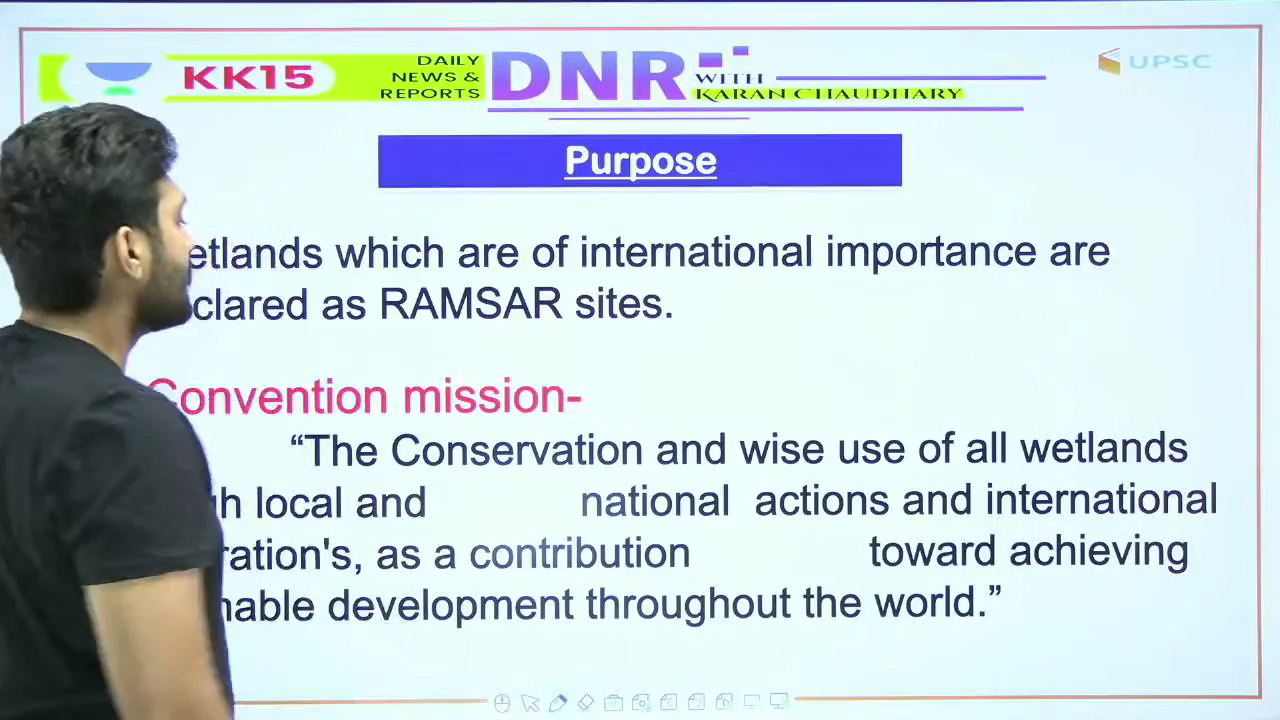 KK15
DAILY
NEWS &
REPORTS
DNR
WITH
KARAN CHAUDHARY
UPSC
Purpose
etlands which are of international importance are
clared as RAMSAR sites.
Convention mission-
“The Conservation and wise use of all wetlands
gh local and national actions and international
ration's, as a contribution toward achieving
nable development throughout the world.”